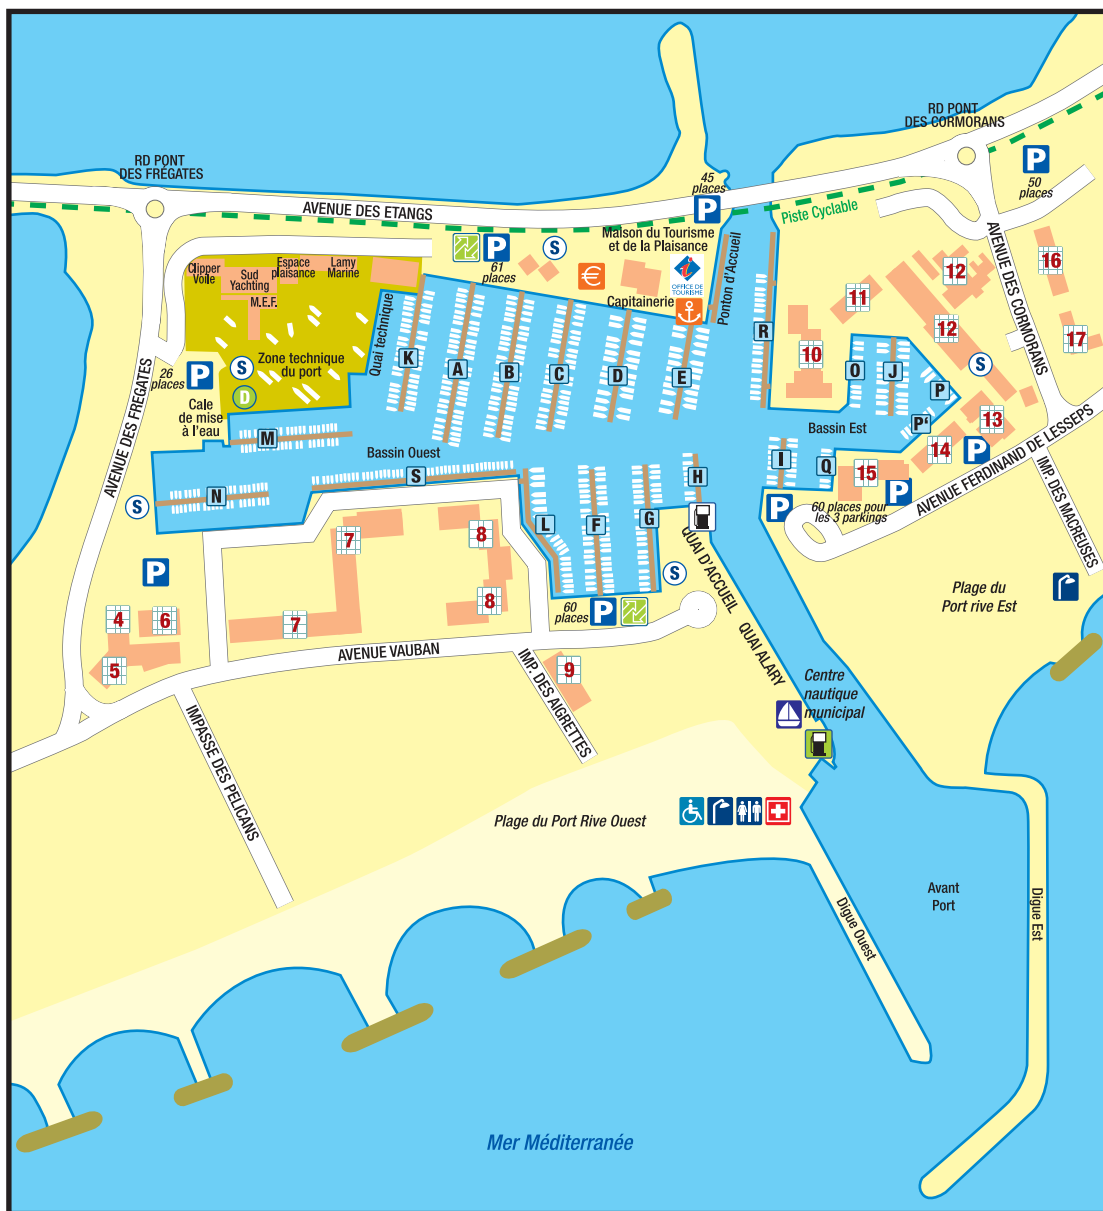 RD PONT
DES CORMORANS
RD PONT
DES FRÉGATES
P
50
places
45
places
P
AVENUE DES ETANGS
Piste Cyclable
AVENUE DES CORMORANS
Maison du Tourisme
et de la Plaisance
S
P
61
places
Ponton d'Accueil
16
Clipper
Voile
Sud
Yachting
Espace
plaisance
Lamy
Marine
M.E.F.
€
i
OFFICE DE
TOURISME
Capitainerie
12
11
12
17
Quai technique
K
A
B
C
D
E
R
10
O
J
P
P'
S
Zone technique
du port
S
D
26
places
P
Cale
de mise
à l'eau
AVENUE DES FREGATES
M
Bassin Ouest
Bassin Est
13
14
P
AVENUE FERDINAND DE LESSEPS
IMP. DES MACREUSES
I
Q
15
P
P
60 places pour
les 3 parkings
N
S
S
L
F
G
H
QUAI D'ACCUEIL
S
7
8
8
7
P
4
6
5
60
places
P
AVENUE VAUBAN
QUAI ALARY
Plage du
Port rive Est
9
IMP. DES AIGRETTES
IMPASSE DES PELICANS
Centre
nautique
municipal
Plage du Port Rive Ouest
Avant
Port
Digue Ouest
Digue Est
Mer Méditerranée